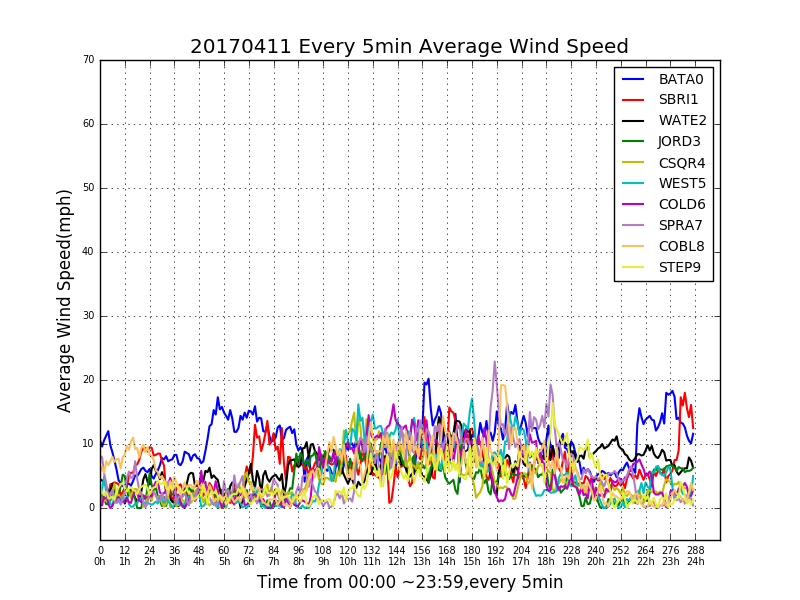 20170411 Every 5min Average Wind Speed
70
60
50
40
30
20
10
0
Average Wind Speed(mph)
BATA0
SBRI1
WATE2
JORD3
CSQR4
WEST5
COLD6
SPRA7
COBL8
STEP9
0 12 24 36 48 60 72 84 96 108 120 132 144 156 168 180 192 204 216 228 240 252 264 276 288
0h 1h 2h 3h 4h 5h 6h 7h 8h 9h 10h 11h 12h 13h 14h 15h 16h 17h 18h 19h 20h 21h 22h 23h 24h
Time from 00:00 ~23:59,every 5min